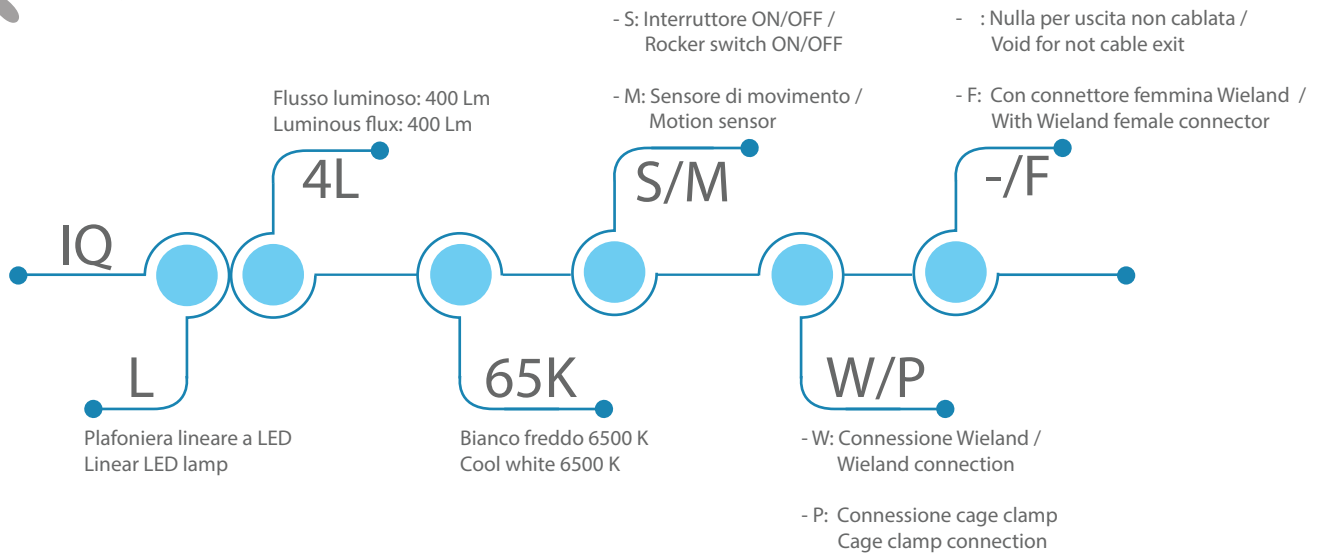 - S: Interruttore ON/OFF /
Rocker switch ON/OFF
- M: Sensore di movimento /
Motion sensor
- : Nulla per uscita non cablata /
Void for not cable exit
- F: Con connettore femmina Wieland /
With Wieland female connector
Flusso luminoso: 400 Lm
Luminous flux: 400 Lm
4L
S/M
-/F
IQ
L
65K
W/P
Plafoniera lineare a LED
Linear LED lamp
Bianco freddo 6500 K
Cool white 6500 K
- W: Connessione Wieland /
Wieland connection
- P: Connessione cage clamp
Cage clamp connection